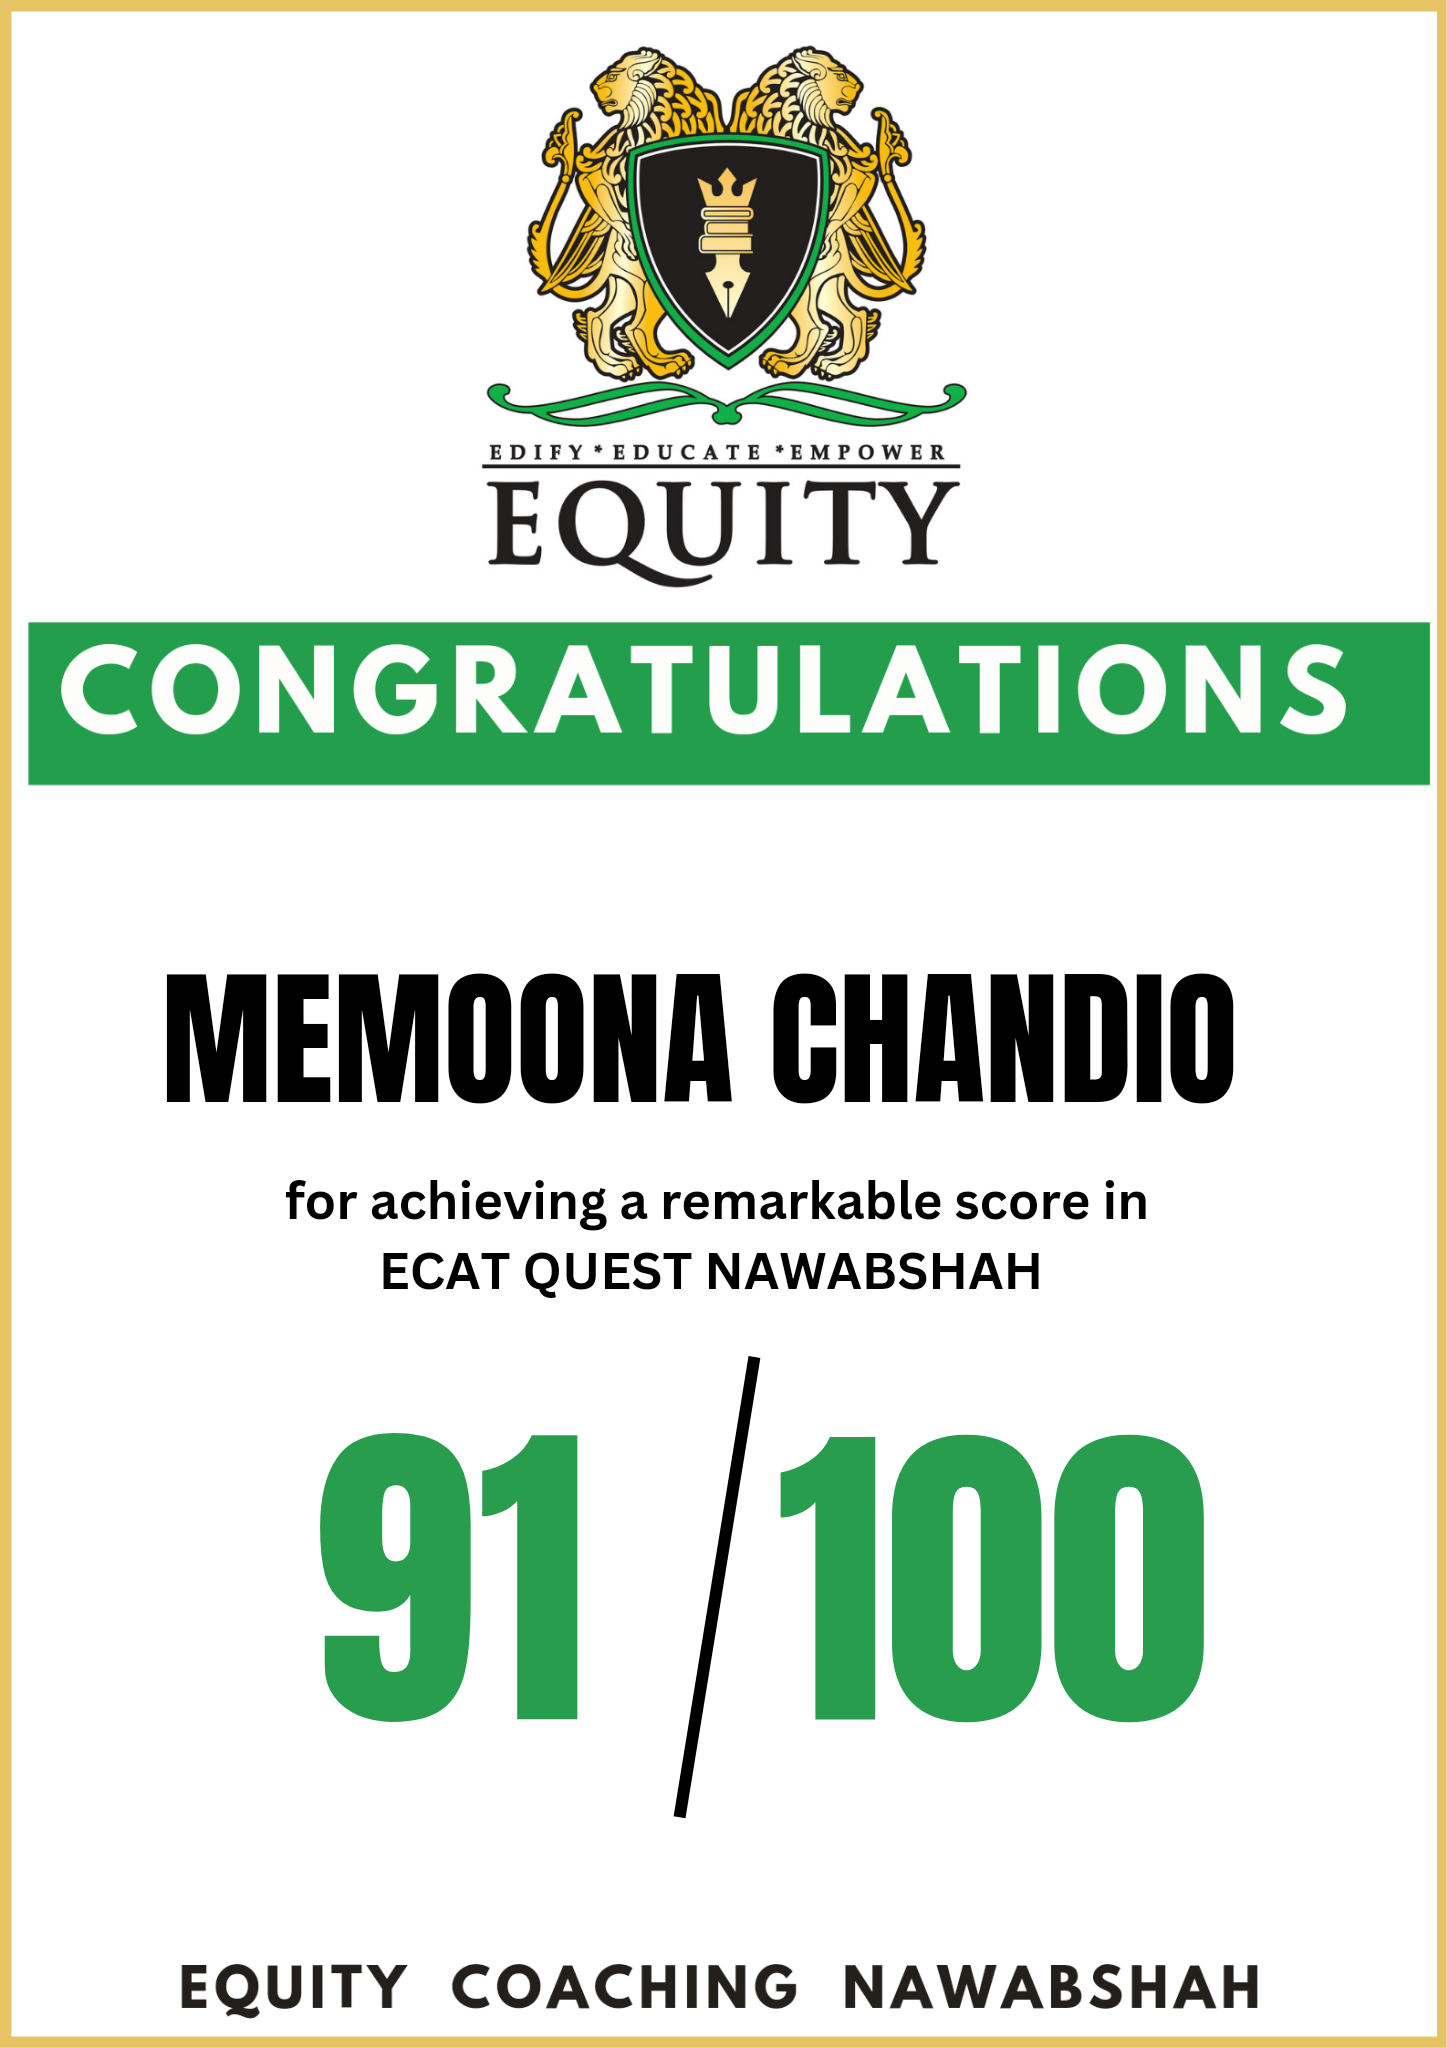 EDIFY * EDUCATE * EMPOWER
EQUITY
CONGRATULATIONS
MEMOONA CHANDIO
for achieving a remarkable score in
ECAT QUEST NAWABSHAH
91 / 100
EQUITY COACHING NAWABSHAH